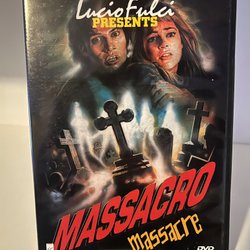 Lucio Fulci
PRESENTS
MASSACRO
massacre
DVD